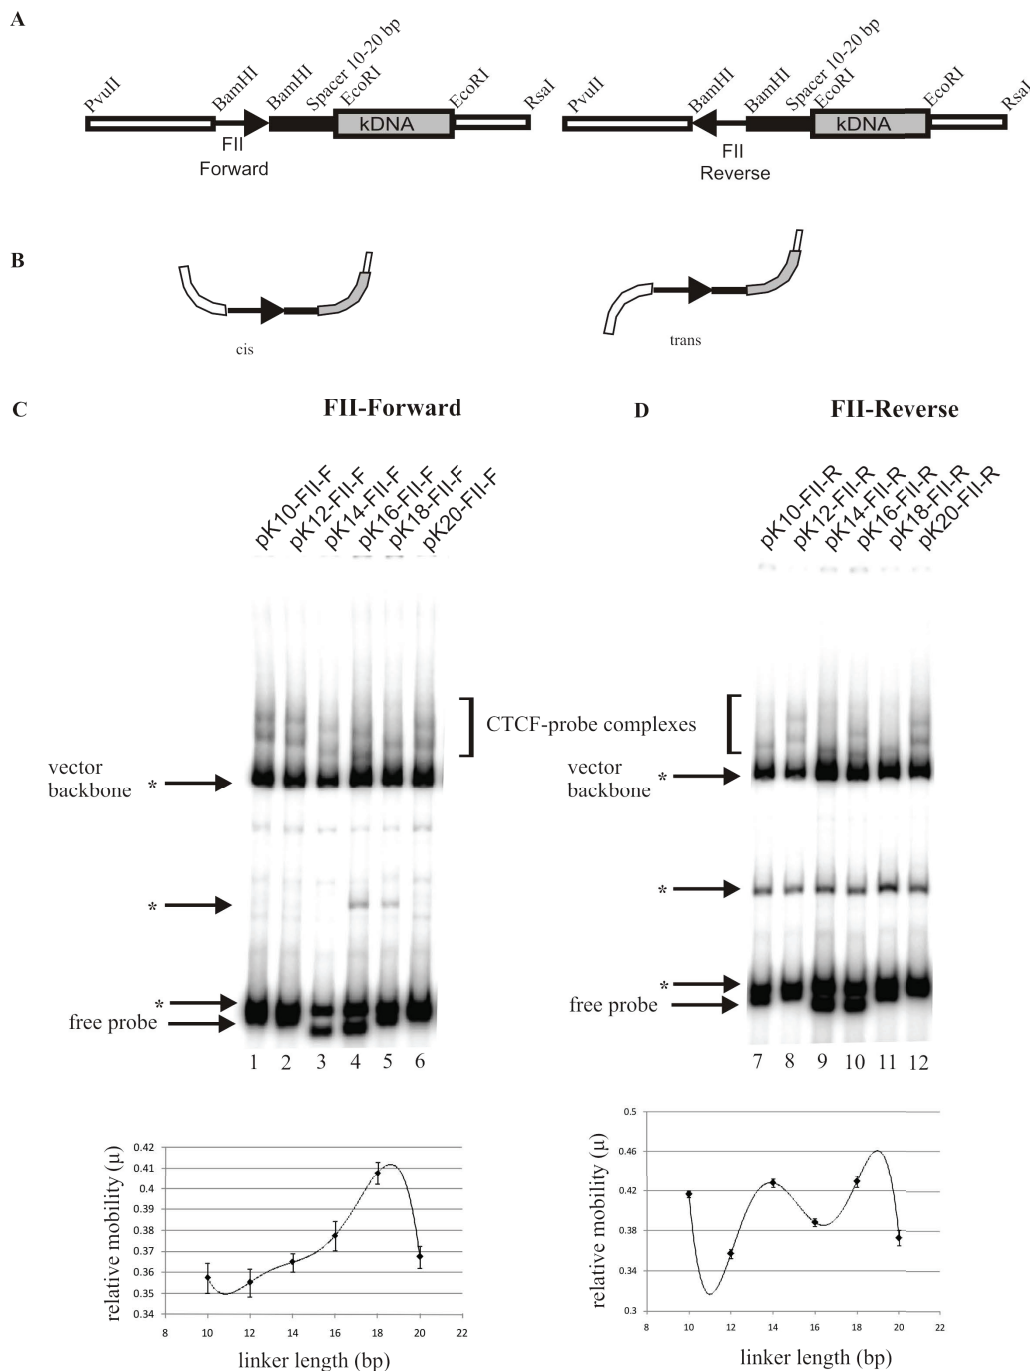 A
PvuII BamHI BamHI Spacer 10-20 bp EcoRI EcoRI RsaI
PvuII BamHI BamHI Spacer 10-20 bp EcoRI EcoRI RsaI
kDNA kDNA
FII FII
Forward Reverse
B
cis trans
C FII-Forward D FII-Reverse
pK10-FII-F pK12-FII-F pK14-FII-F pK16-FII-F pK18-FII-F pK20-FII-F
pK10-FII-R pK12-FII-R pK14-FII-R pK16-FII-R pK18-FII-R pK20-FII-R
CTCF-probe complexes
vector
backbone *
vector
backbone *
* *
* *
free probe free probe
1 2 3 4 5 6 7 8 9 10 11 12
relative mobility (μ)
0.42
0.41
0.4
0.39
0.38
0.37
0.36
0.35
0.34
8 10 12 14 16 18 20 22
linker length (bp)
relative mobility (μ)
0.5
0.46
0.42
0.38
0.34
0.3
8 10 12 14 16 18 20 22
linker length (bp)